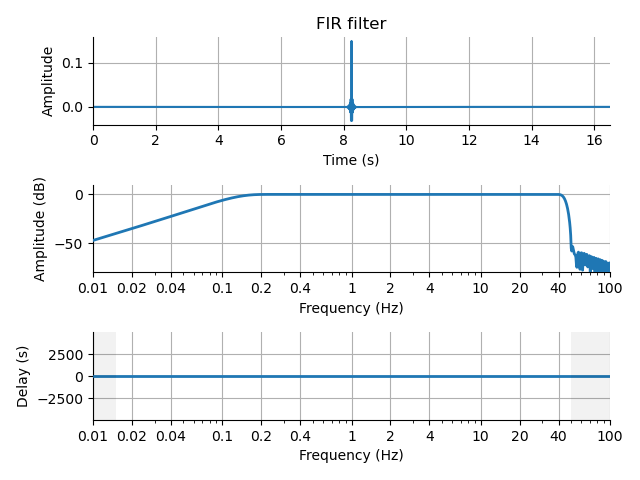 FIR filter
Amplitude
0.1
0.0
0 2 4 6 8 10 12 14 16
Time (s)
Amplitude (dB)
0
−50
0.01 0.02 0.04 0.1 0.2 0.4 1 2 4 10 20 40 100
Frequency (Hz)
Delay (s)
2500
0
−2500
0.01 0.02 0.04 0.1 0.2 0.4 1 2 4 10 20 40 100
Frequency (Hz)